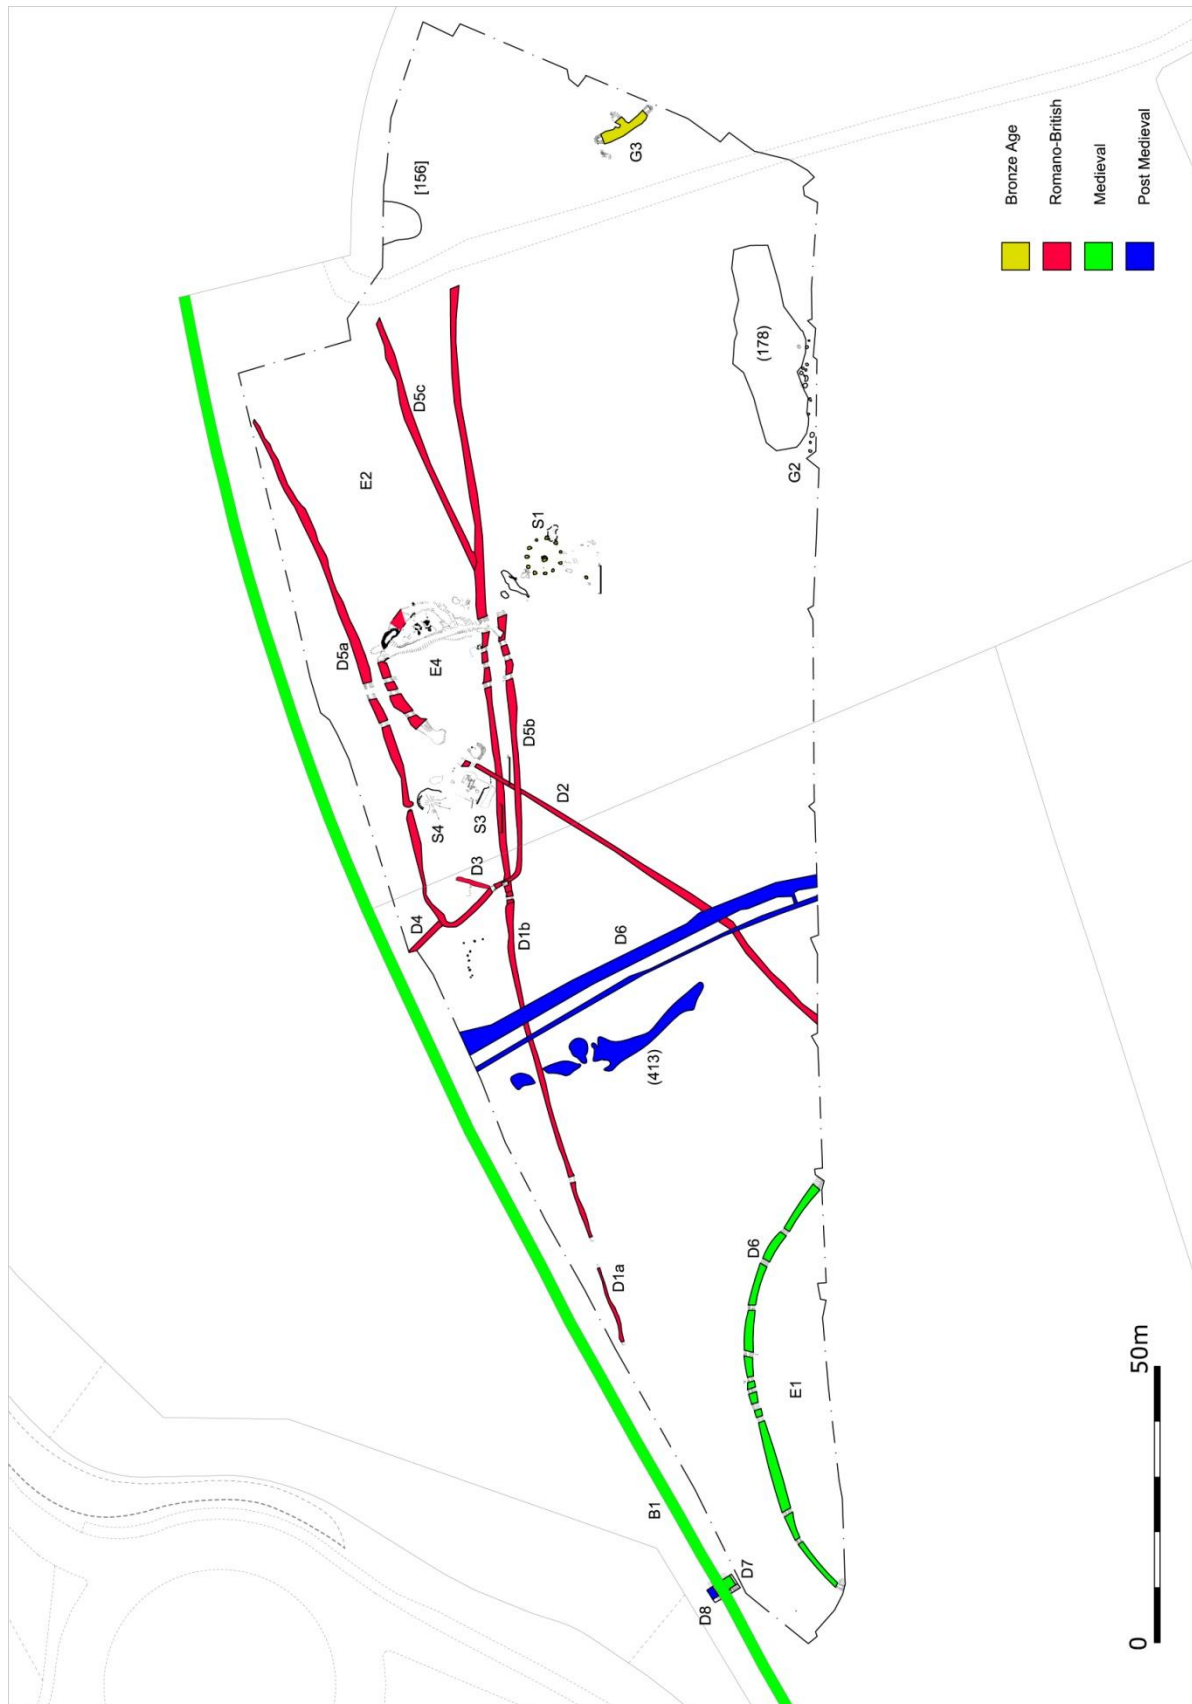 [156]
G3
D5c
E2
(178)
G2
S1
D5a
E4
D5b
D2
S4
S3
D3
D4
D1b
D6
(413)
D1a
D6
E1
B1
D7
D8
Bronze Age
Romano-British
Medieval
Post Medieval
0
50m